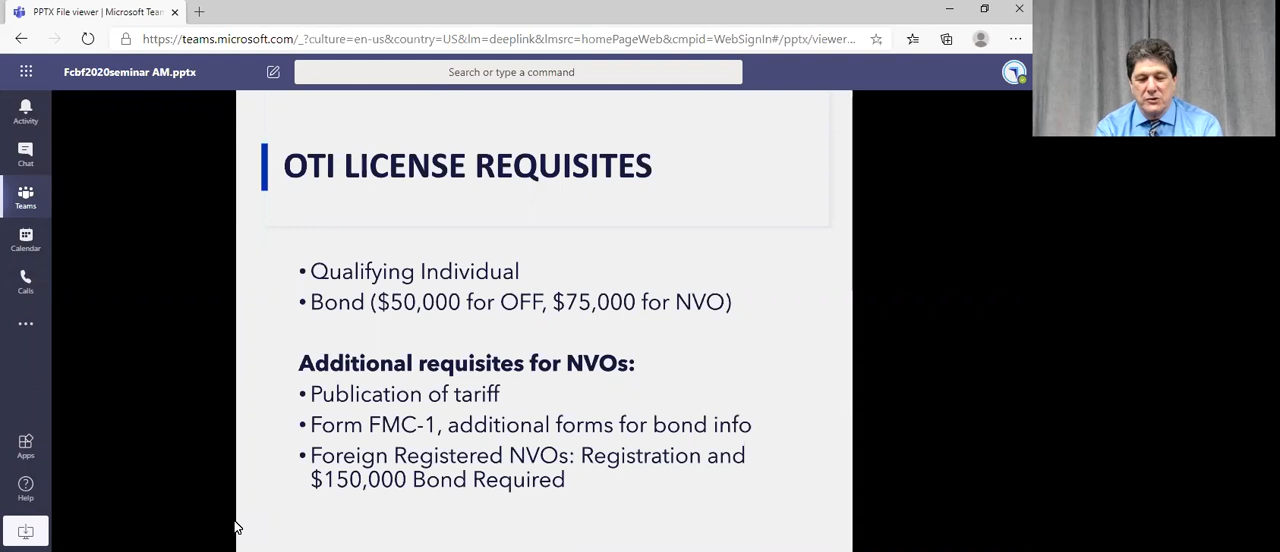 PPTX File viewer | Microsoft Tean
https://teams.microsoft.com/_?culture=en-us&country=US&lm=deeplink&lmsrc=homePageWeb&cmpid=WebSignIn#/pptx/viewer...
Fcbf2020seminar AM.pptx
Search or type a command
Activity
Chat
Teams
Calendar
Calls
Apps
Help
OTI LICENSE REQUISITES
• Qualifying Individual
• Bond ($50,000 for OFF, $75,000 for NVO)
Additional requisites for NVOs:
• Publication of tariff
• Form FMC-1, additional forms for bond info
• Foreign Registered NVOs: Registration and
$150,000 Bond Required